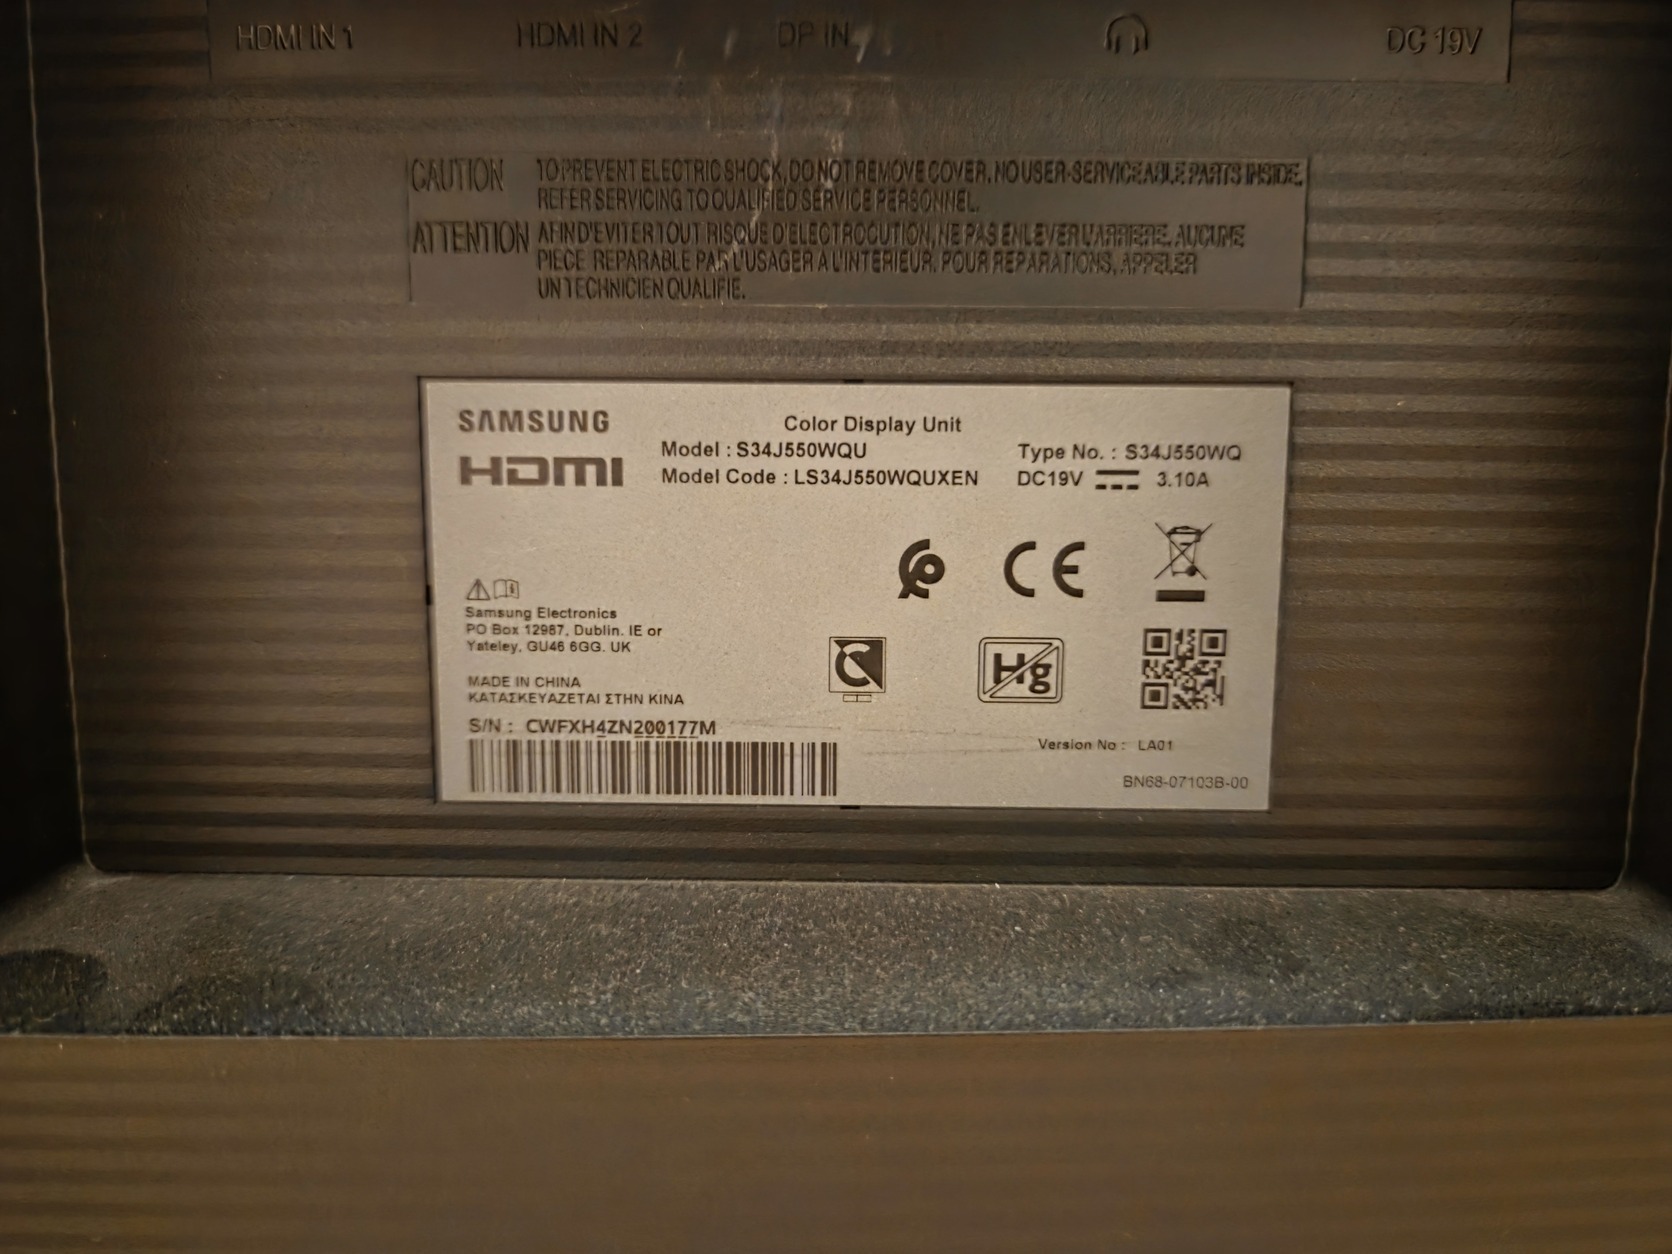 HDMI IN 1 HDMI IN 2 DP IN DC 19V
CAUTION TO PREVENT ELECTRIC SHOCK, DO NOT REMOVE COVER. NO USER-SERVICEABLE PARTS INSIDE.
REFER SERVICING TO QUALIFIED SERVICE PERSONNEL.
ATTENTION AFIN D'EVITER TOUT RISQUE D'ELECTROCUTION, NE PAS ENLEVER L'ARRIERE. AUCUNE
PIECE REPARABLE PAR L'USAGER A L'INTERIEUR. POUR REPARATIONS, APPELER
UN TECHNICIEN QUALIFIE.
SAMSUNG Color Display Unit
Model : S34J550WQU Type No. : S34J550WQ
HDMI Model Code : LS34J550WQUXEN DC19V 3.10A
CE
Samsung Electronics
PO Box 12987, Dublin. IE or
Yateley, GU46 6GG. UK
C Hg
MADE IN CHINA
ΚΑΤΑΣΚΕΥΑΖΕΤΑΙ ΣΤΗΝ ΚΙΝΑ
S/N : CWFXH4ZN200177M
Version No : LA01
BN68-07103B-00